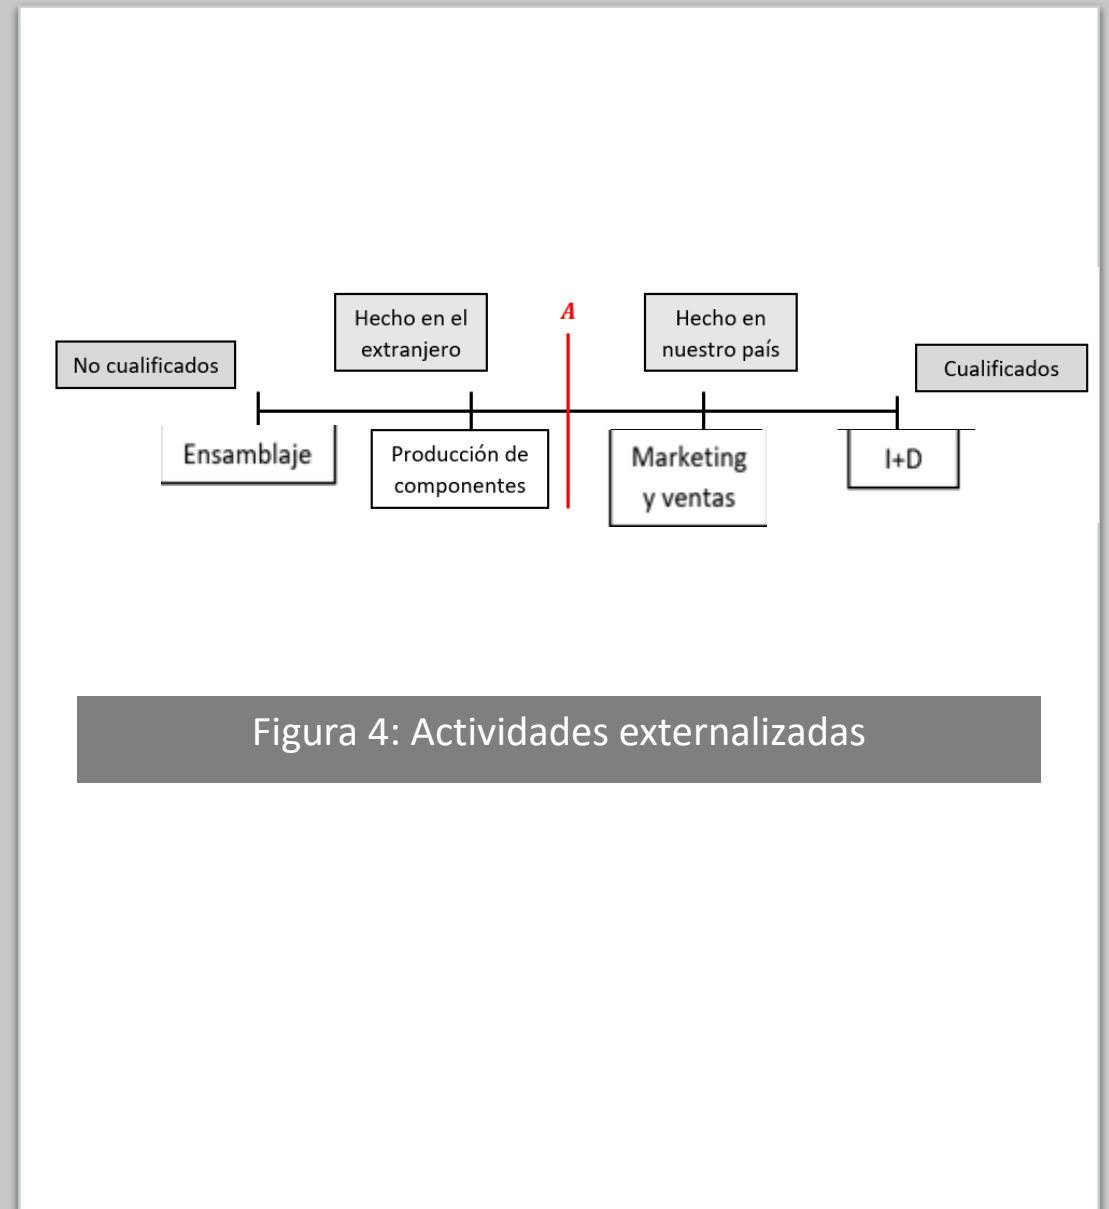 Hecho en el
extranjero
A
Hecho en
nuestro país
No cualificados
Cualificados
Ensamblaje
Producción de
componentes
Marketing
y ventas
I+D
Figura 4: Actividades externalizadas